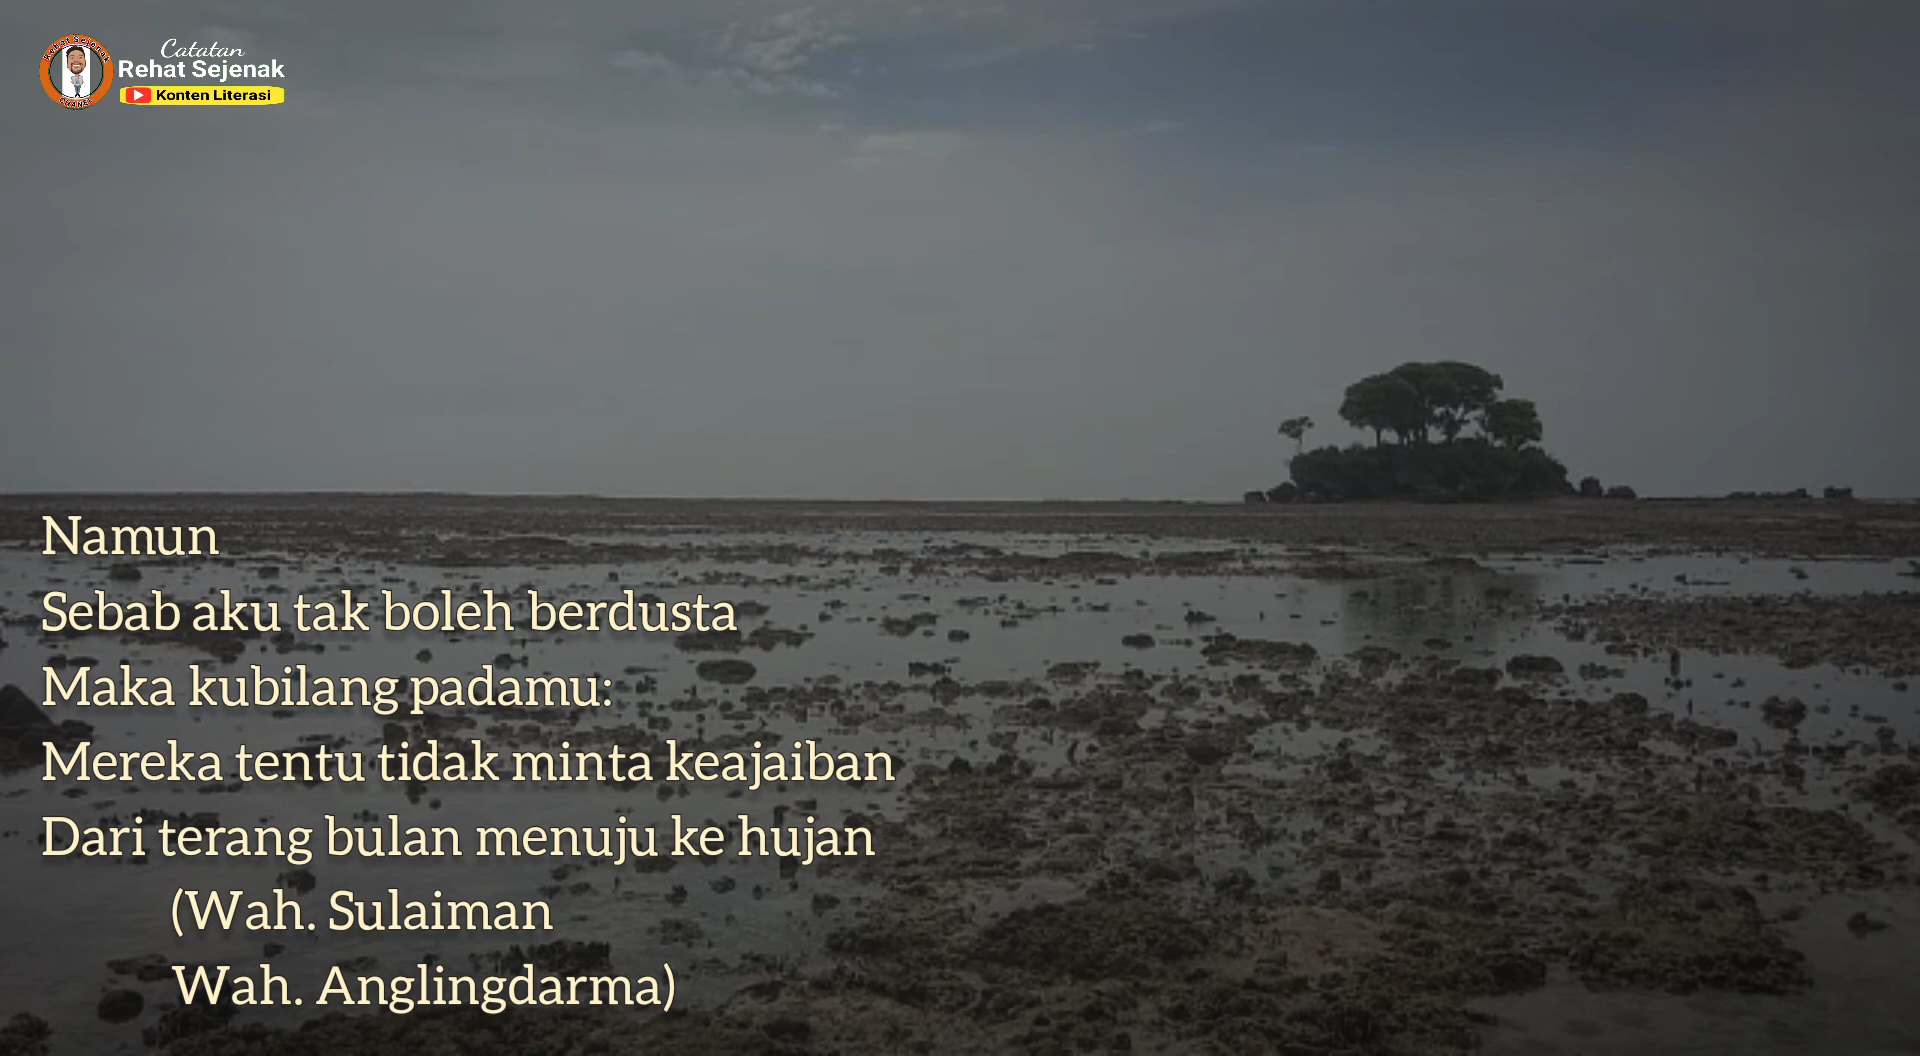 Catatan
Rehat Sejenak
Konten Literasi
Namun
Sebab aku tak boleh berdusta
Maka kubilang padamu:
Mereka tentu tidak minta keajaiban
Dari terang bulan menuju ke hujan
(Wah. Sulaiman
Wah. Anglingdarma)